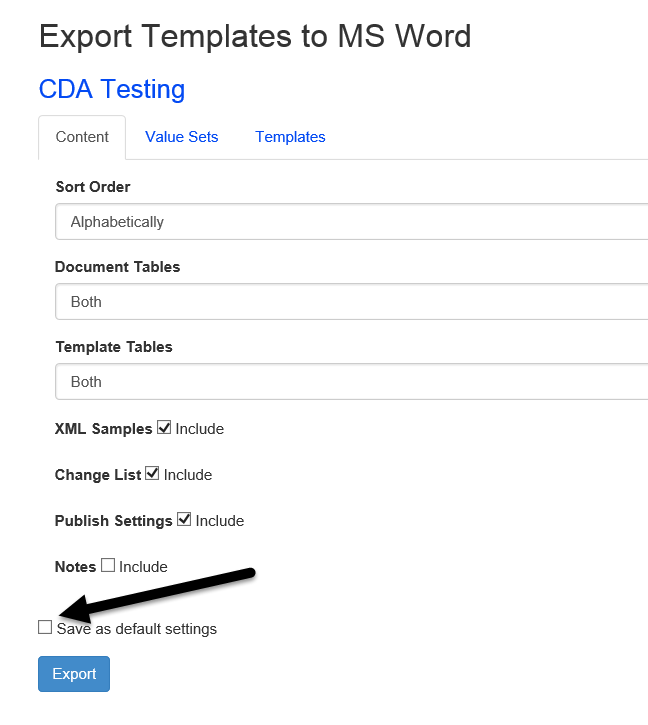 Export Templates to MS Word
CDA Testing
Content Value Sets Templates
Sort Order
Alphabetically
Document Tables
Both
Template Tables
Both
XML Samples Include
Change List Include
Publish Settings Include
Notes Include
Save as default settings
Export